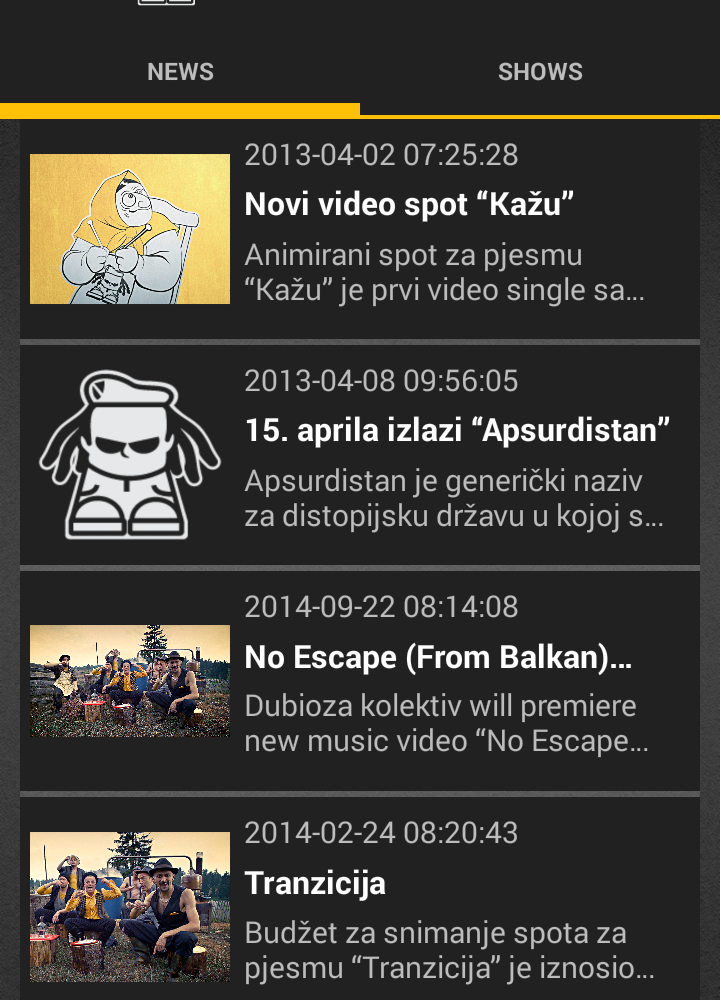 NEWS
SHOWS
2013-04-02 07:25:28
Novi video spot “Kažu”
Animirani spot za pjesmu
“Kažu” je prvi video single sa...
2013-04-08 09:56:05
15. aprila izlazi “Apsurdistan”
Apsurdistan je generički naziv
za distopijsku državu u kojoj s...
2014-09-22 08:14:08
No Escape (From Balkan)...
Dubioza kolektiv will premiere
new music video “No Escape...
2014-02-24 08:20:43
Tranzicija
Budžet za snimanje spota za
pjesmu “Tranzicija” je iznosio...